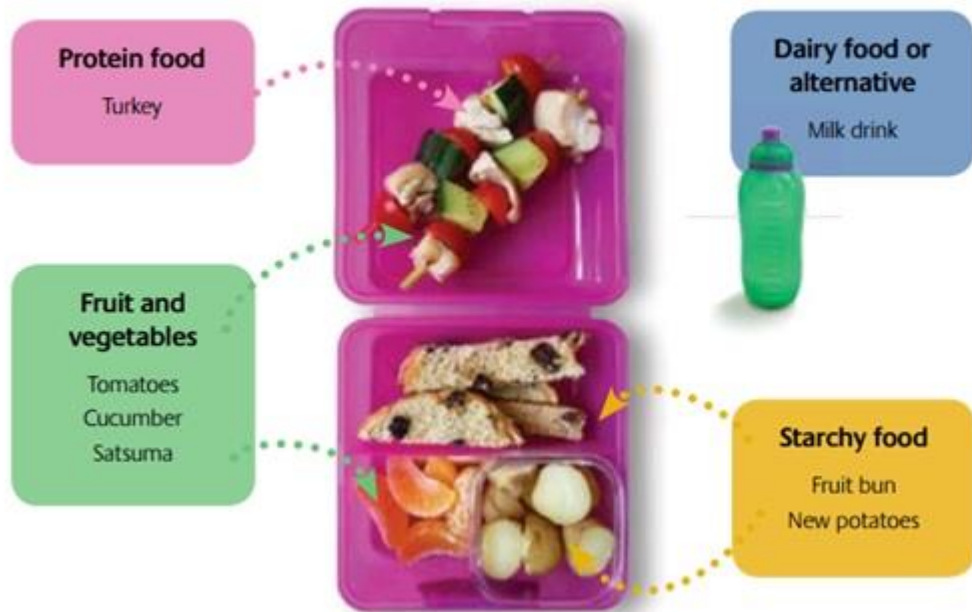 Protein food
Turkey
Dairy food or
alternative
Milk drink
Fruit and
vegetables
Tomatoes
Cucumber
Satsuma
Starchy food
Fruit bun
New potatoes